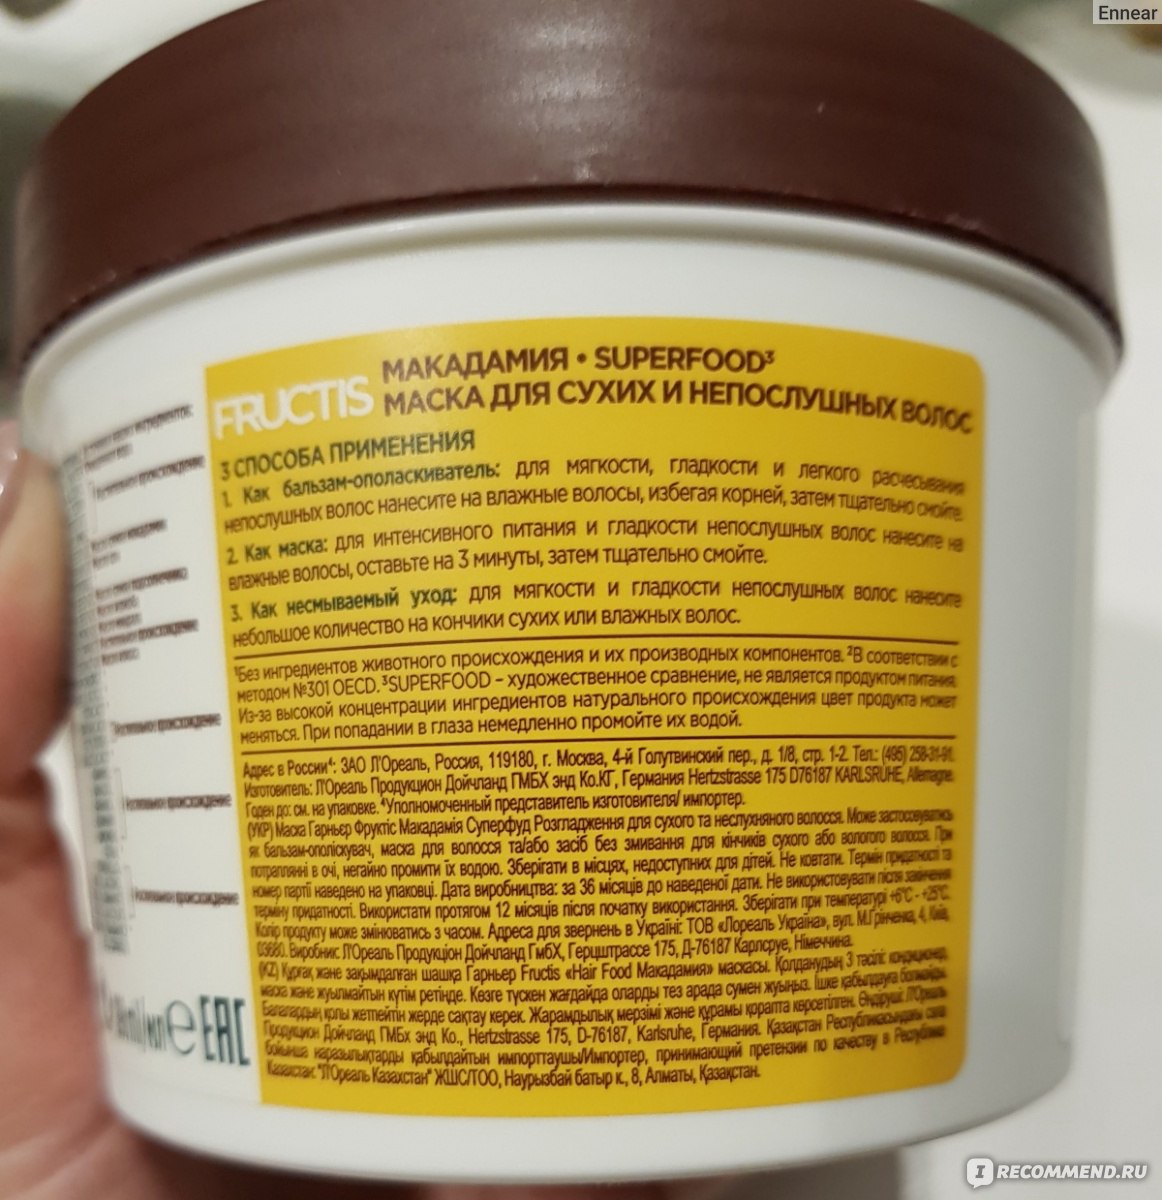 Ennear
FRUCTIS
МАКАДАМИЯ • SUPERFOOD³
МАСКА ДЛЯ СУХИХ И НЕПОСЛУШНЫХ ВОЛОС
3 СПОСОБА ПРИМЕНЕНИЯ
1. Как бальзам-ополаскиватель: для мягкости, гладкости и легкого расчесывания
непослушных волос нанесите на влажные волосы, избегая корней, затем тщательно смойте.
2. Как маска: для интенсивного питания и гладкости непослушных волос нанесите на
влажные волосы, оставьте на 3 минуты, затем тщательно смойте.
3. Как несмываемый уход: для мягкости и гладкости непослушных волос нанесите
небольшое количество на кончики сухих или влажных волос.
¹Без ингредиентов животного происхождения и их производных компонентов. ²В соответствии с
методом №301 OECD. ³SUPERFOOD – художественное сравнение, не является продуктом питания.
Из-за высокой концентрации ингредиентов натурального происхождения цвет продукта может
меняться. При попадании в глаза немедленно промойте их водой.
Адрес в России⁴: ЗАО Л'Ореаль, Россия, 119180, г. Москва, 4-й Голутвинский пер., д. 1/8, стр. 1-2. Тел.: (495) 258-31-91.
Изготовитель: Л'Ореаль Продукцион Дойчланд ГМБХ энд Ко.КГ, Германия Hertzstrasse 175 D76187 KARLSRUHE, Allemagne.
Годен до: см. на упаковке. ⁴Уполномоченный представитель изготовителя/ импортер.
(УКР) Маска Гарньєр Фруктіс Макадамія Суперфуд Розгладження для сухого та неслухняного волосся. Може застосовуватись
як бальзам-ополіскувач, маска для волосся та/або засіб без змивання для кінчиків сухого або вологого волосся. При
потраплянні в очі, негайно промити їх водою. Зберігати в місцях, недоступних для дітей. Не ковтати. Термін придатності та
номер партії наведено на упаковці. Дата виробництва: за 36 місяців до наведеної дати. Не використовувати після закінчення
терміну придатності. Використати протягом 12 місяців після початку використання. Зберігати при температурі +5°C - +25°C.
Колір продукту може змінюватись з часом. Адреса для звернень в Україні: ТОВ «Лореаль Україна», вул. М.Грінченка, 4, Київ,
03680. Виробник: Л'Ореаль Продукціон Дойчланд ГмбХ, Герцштрассе 175, Д-76187 Карлсруе, Німеччина.
(KZ) Құрғақ және зақымдалған шашқа Гарньер Fructis «Hair Food Макадамия» маскасы. Қолданудың 3 тәсілі: кондиционер,
маска және жуылмайтын күтім ретінде. Көзге түскен жағдайда оларды тез арада сумен жуыңыз. Ішке қабылдауға болмайды.
Балалардың қолы жетпейтін жерде сақтау керек. Жарамдылық мерзімі және құрамы қорапта көрсетілген. Өндіруші: Л'Ореаль
Продукцион Дойчланд ГМБх энд Ко., Hertzstrasse 175, D-76187, Karlsruhe, Германия. Қазақстан Республикасындағы сапа
бойынша наразылықтарды қабылдайтын импорттаушы/Импортер, принимающий претензии по качеству в Республике
Казахстан: "Л'Ореаль Казахстан" ЖШС/ТОО, Наурызбай батыр к., 8, Алматы, Қазақстан.
ml/мл e EAC
IRECOMMEND.RU